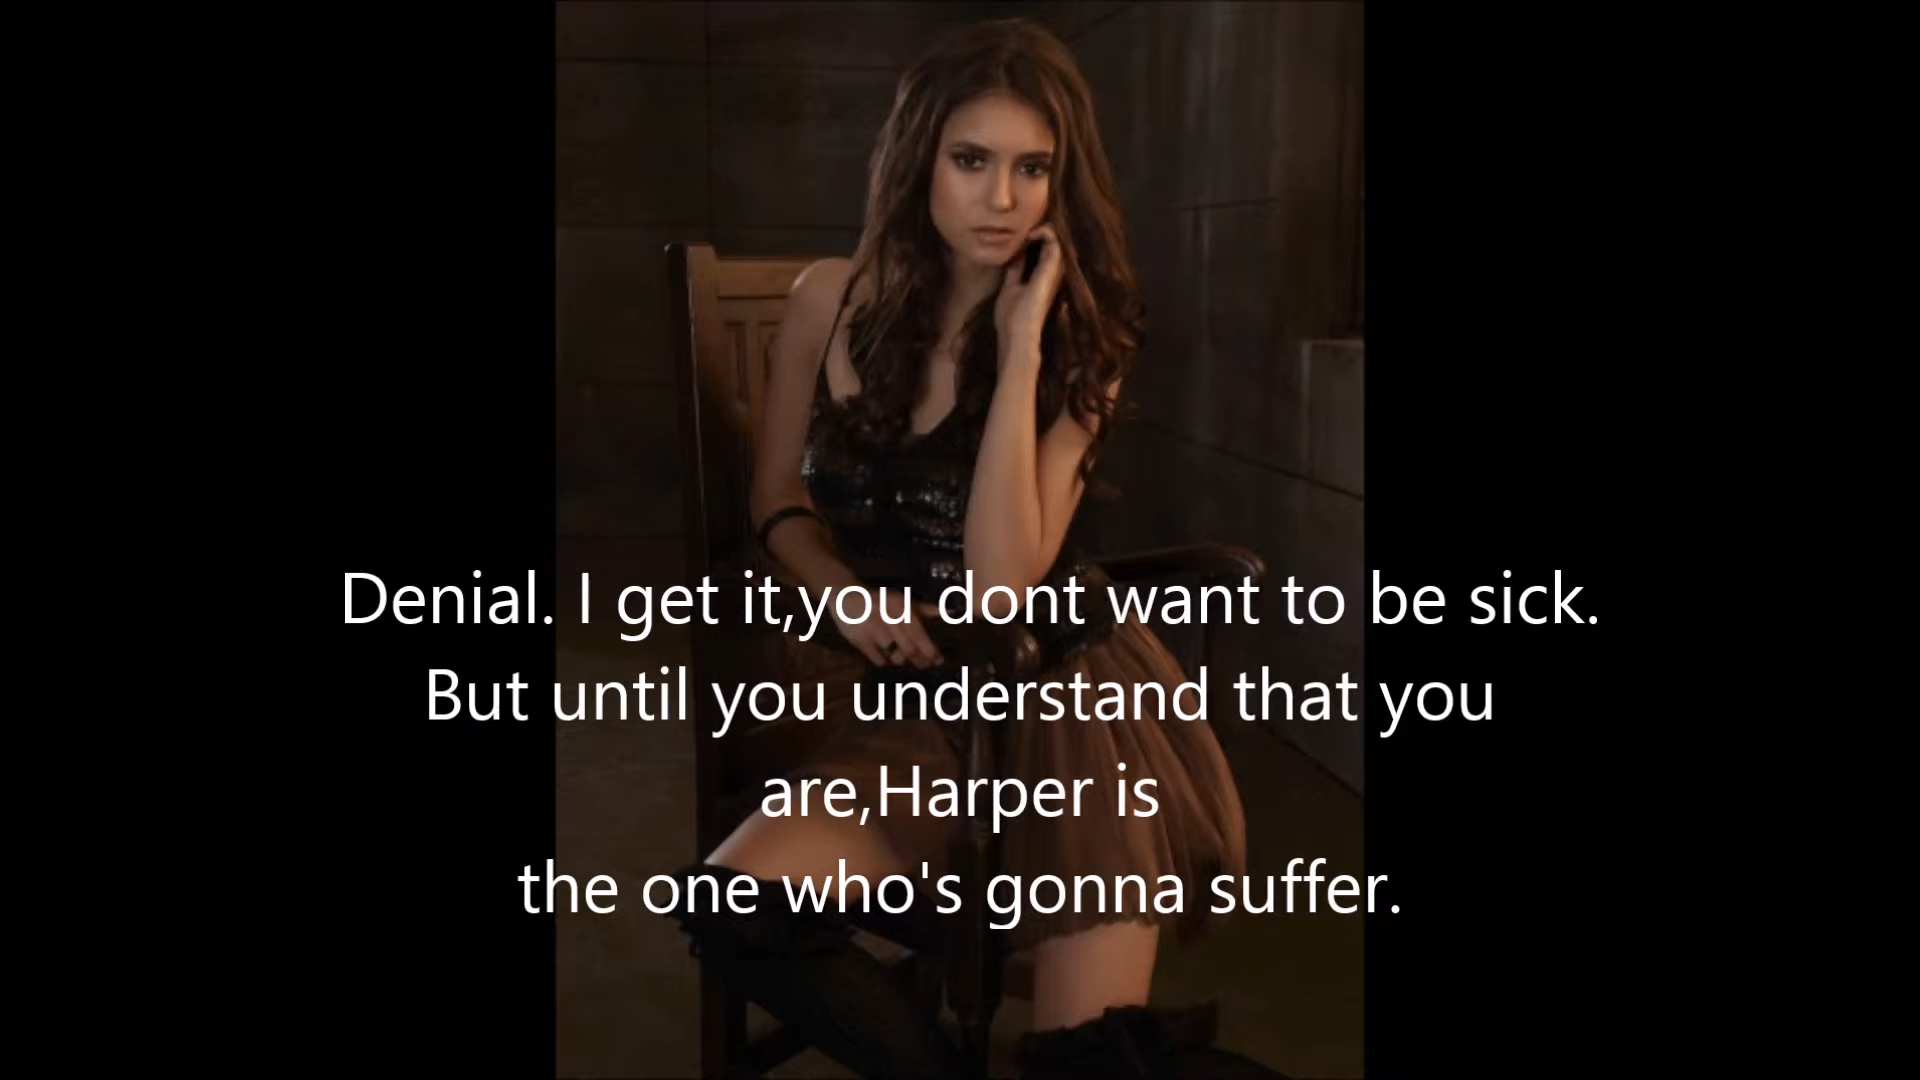 Denial. I get it,you dont want to be sick.
But until you understand that you
are,Harper is
the one who's gonna suffer.